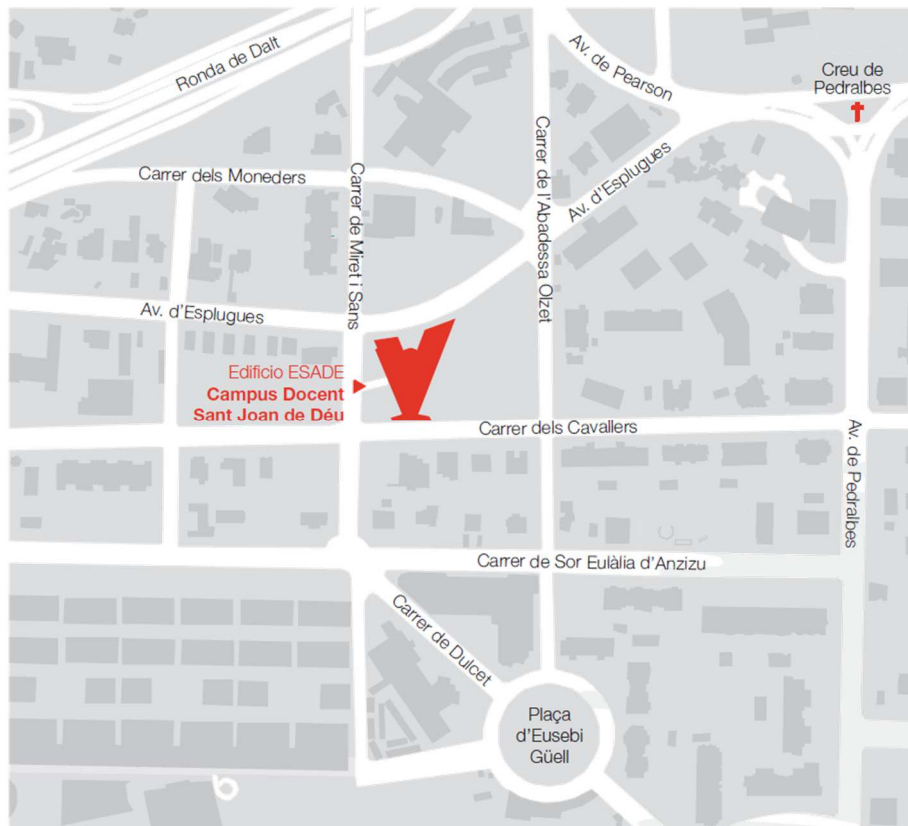 Ronda de Dalt
Av. de Pearson
Creu de
Pedralbes
Carrer dels Moneders
Carrer de Miret i Sans
Carrer de l'Abadessa Olzet
Av. d'Esplugues
Av. d'Esplugues
Edificio ESADE
Campus Docent
Sant Joan de Déu
Carrer dels Cavallers
Av. de Pedralbes
Carrer de Sor Eulàlia d'Anzizu
Carrer de Dulcet
Plaça
d'Eusebi
Güell